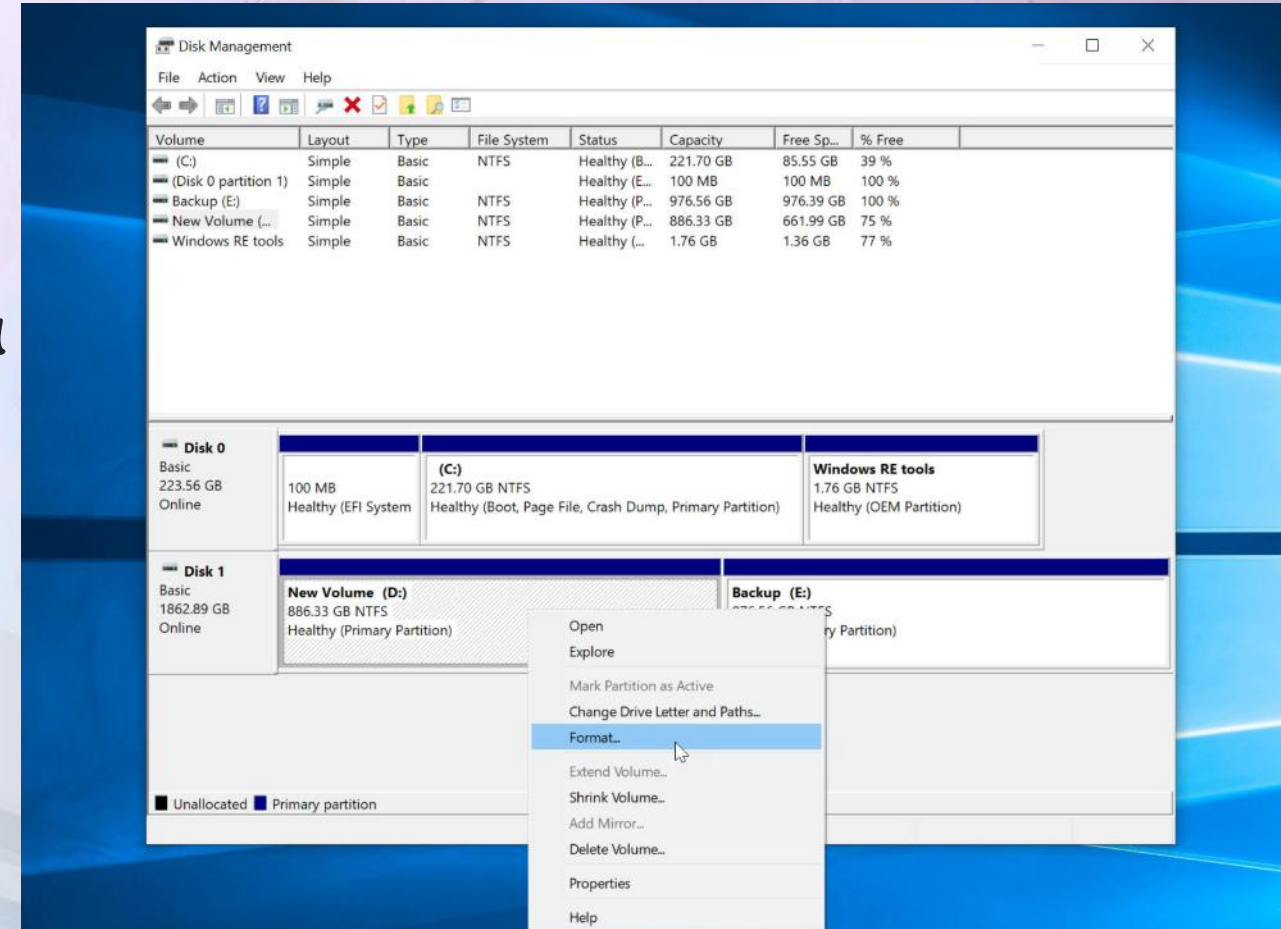 Disk Management
File Action View Help
Volume Layout Type File System Status Capacity Free Sp... % Free
(C:) Simple Basic NTFS Healthy (B... 221.70 GB 85.55 GB 39 %
(Disk 0 partition 1) Simple Basic Healthy (E... 100 MB 100 MB 100 %
Backup (E:) Simple Basic NTFS Healthy (P... 976.56 GB 976.39 GB 100 %
New Volume (... Simple Basic NTFS Healthy (P... 886.33 GB 661.99 GB 75 %
Windows RE tools Simple Basic NTFS Healthy (... 1.76 GB 1.36 GB 77 %
Disk 0
Basic
223.56 GB
Online
100 MB
Healthy (EFI System
(C:)
221.70 GB NTFS
Healthy (Boot, Page File, Crash Dump, Primary Partition)
Windows RE tools
1.76 GB NTFS
Healthy (OEM Partition)
Disk 1
Basic
1862.89 GB
Online
New Volume (D:)
886.33 GB NTFS
Healthy (Primary Partition)
Backup (E:)
976.56 GB NTFS
ry Partition)
Open
Explore
Mark Partition as Active
Change Drive Letter and Paths...
Format...
Extend Volume...
Shrink Volume...
Add Mirror...
Delete Volume...
Properties
Help
Unallocated Primary partition